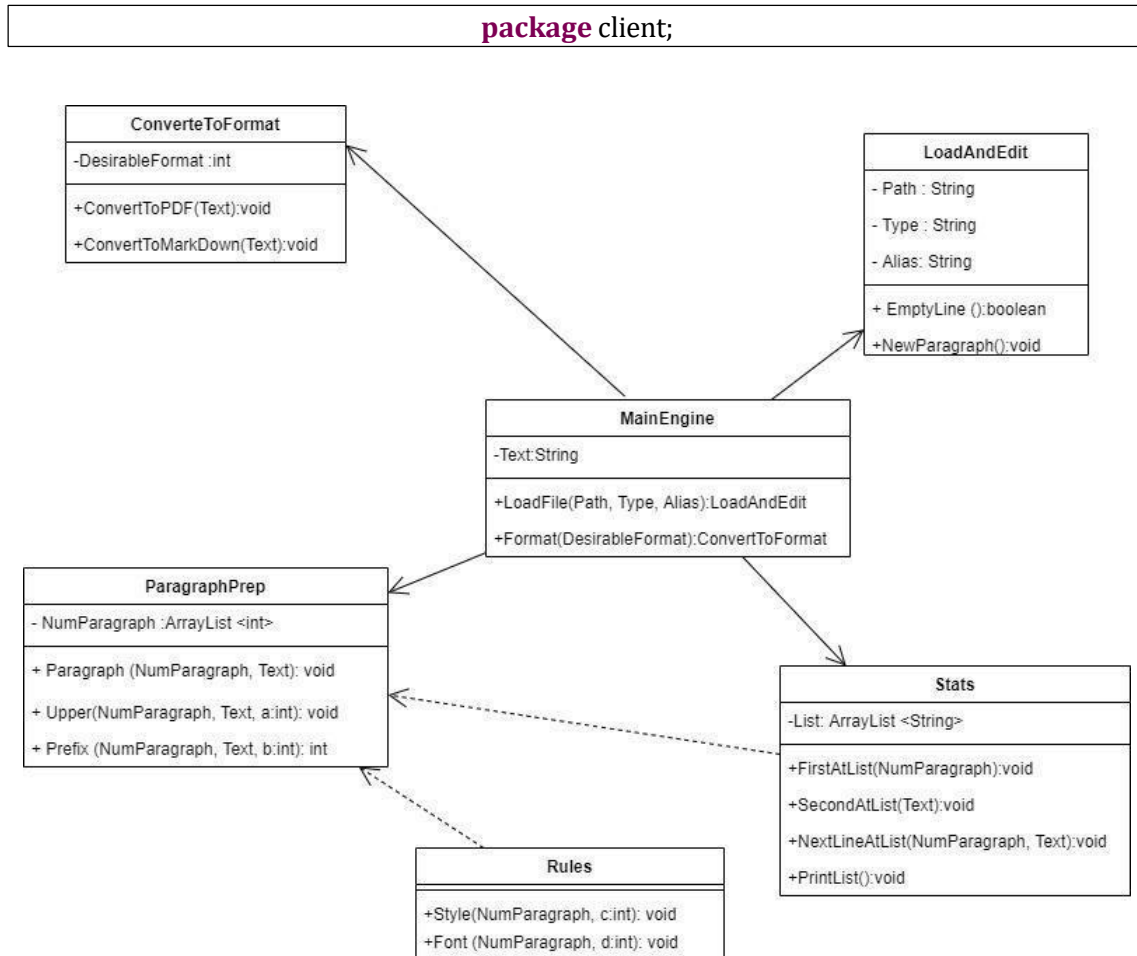 package client;
ConverteToFormat
-DesirableFormat :int
+ConvertToPDF(Text):void
+ConvertToMarkDown(Text):void
LoadAndEdit
- Path : String
- Type : String
- Alias: String
+ EmptyLine ():boolean
+NewParagraph():void
MainEngine
-Text:String
+LoadFile(Path, Type, Alias):LoadAndEdit
+Format(DesirableFormat):ConvertToFormat
ParagraphPrep
- NumParagraph :ArrayList <int>
+ Paragraph (NumParagraph, Text): void
+ Upper(NumParagraph, Text, a:int): void
+ Prefix (NumParagraph, Text, b:int): int
Stats
-List: ArrayList <String>
+FirstAtList(NumParagraph):void
+SecondAtList(Text):void
+NextLineAtList(NumParagraph, Text):void
+PrintList():void
Rules
+Style(NumParagraph, c:int): void
+Font (NumParagraph, d:int): void